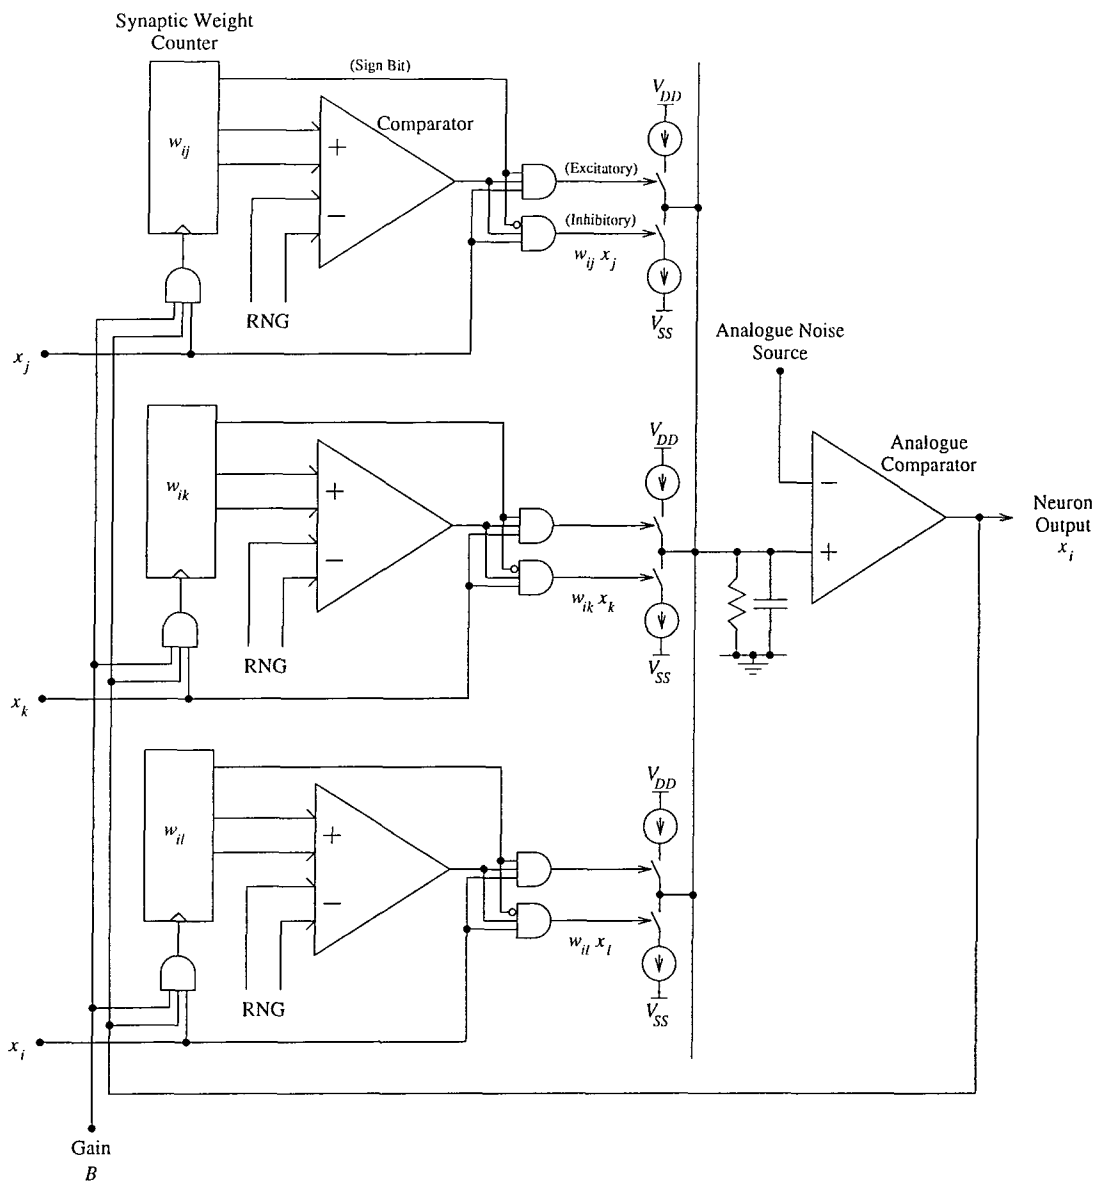 Synaptic Weight
Counter
(Sign Bit)
w_ij
Comparator
+
−
(Excitatory)
(Inhibitory)
w_ij x_j
V_DD
V_SS
RNG
x_j
Analogue Noise
Source
w_ik
+
−
w_ik x_k
V_DD
V_SS
RNG
x_k
Analogue
Comparator
−
+
Neuron
Output
x_i
w_il
+
−
w_il x_l
V_DD
V_SS
RNG
x_i
Gain
B